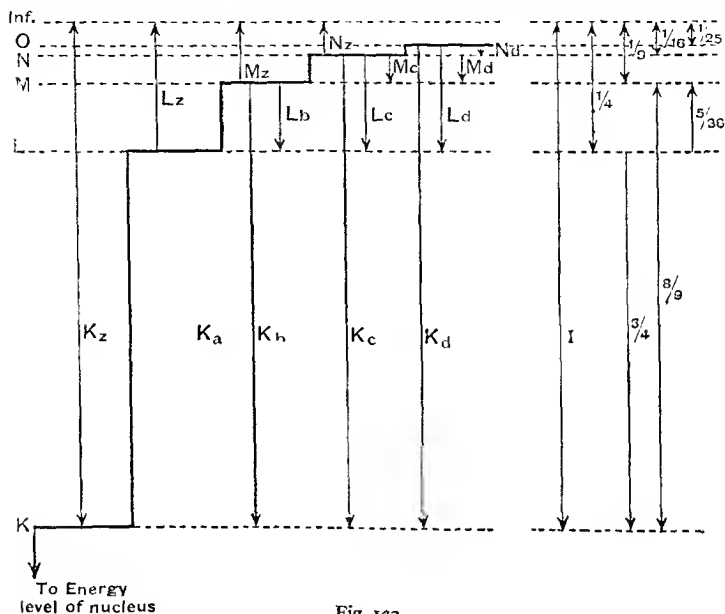 Inf.
O
N
M
L
K
Nz
Nd
Mz
Mc
Md
Lz
Lb
Lc
Ld
Kz
Ka
Kb
Kc
Kd
1/9
1/16
1/25
1/4
5/36
I
3/4
8/9
To Energy
level of nucleus